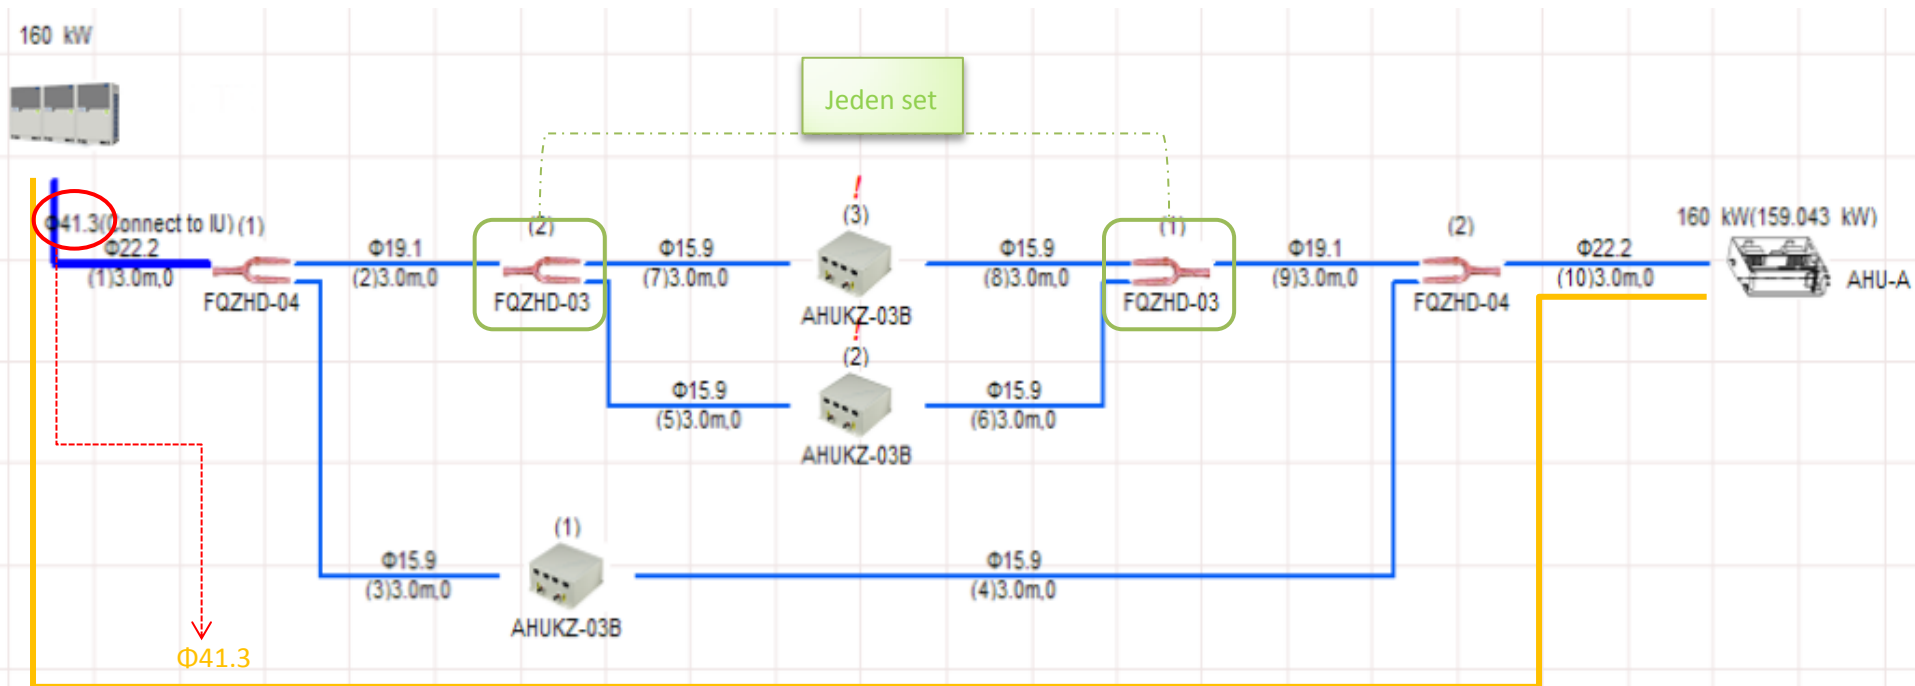 160 kW
Jeden set
Φ41.3(Connect to IU) (1)
Φ22.2
(1)3.0m,0
FQZHD-04
Φ19.1
(2)3.0m,0
(2)
FQZHD-03
Φ15.9
(7)3.0m,0
(3)
AHUKZ-03B
Φ15.9
(8)3.0m,0
(1)
FQZHD-03
Φ19.1
(9)3.0m,0
(2)
FQZHD-04
Φ22.2
(10)3.0m,0
160 kW(159.043 kW)
AHU-A
Φ15.9
(5)3.0m,0
!
(2)
AHUKZ-03B
Φ15.9
(6)3.0m,0
Φ15.9
(3)3.0m,0
(1)
AHUKZ-03B
Φ15.9
(4)3.0m,0
Φ41.3